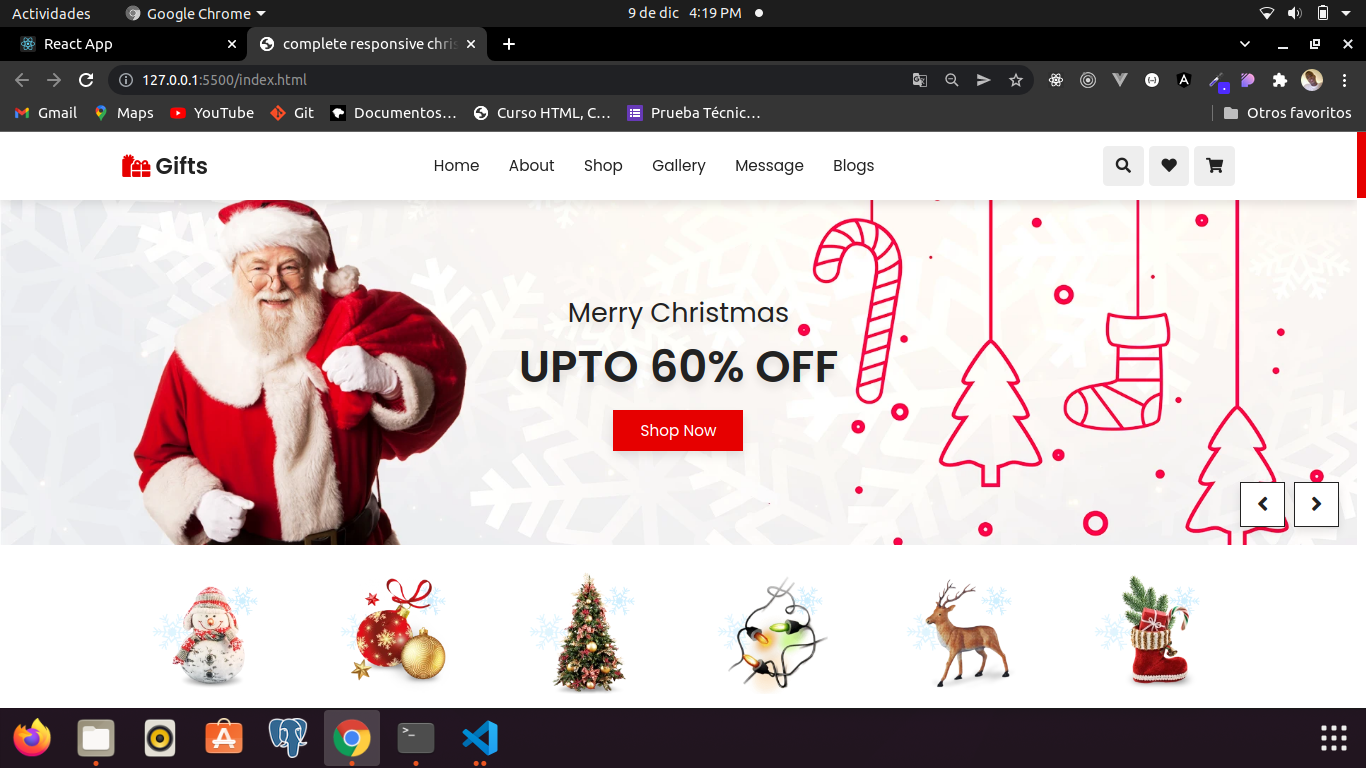 Actividades Google Chrome 9 de dic 4:19 PM
React App complete responsive chris
127.0.0.1:5500/index.html
Gmail Maps YouTube Git Documentos… Curso HTML, C… Prueba Técnic… Otros favoritos
Gifts Home About Shop Gallery Message Blogs
Merry Christmas
UPTO 60% OFF
Shop Now